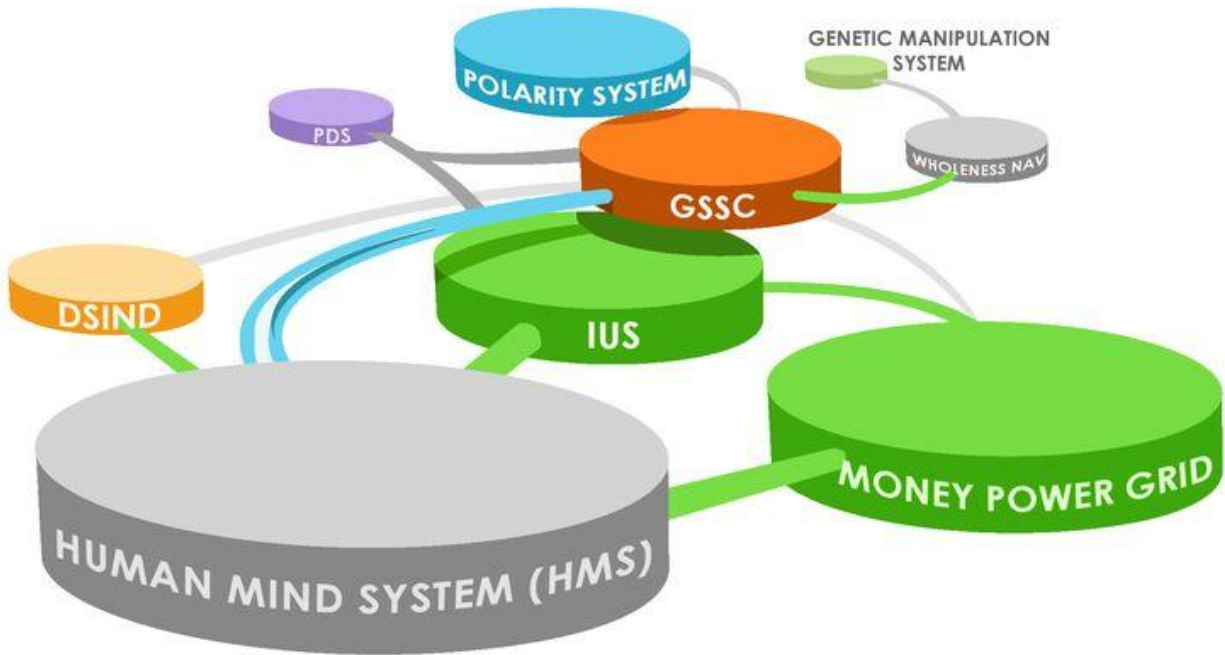 GENETIC MANIPULATION
SYSTEM
POLARITY SYSTEM
PDS
WHOLENESS NAV
GSSC
DSIND
IUS
MONEY POWER GRID
HUMAN MIND SYSTEM (HMS)